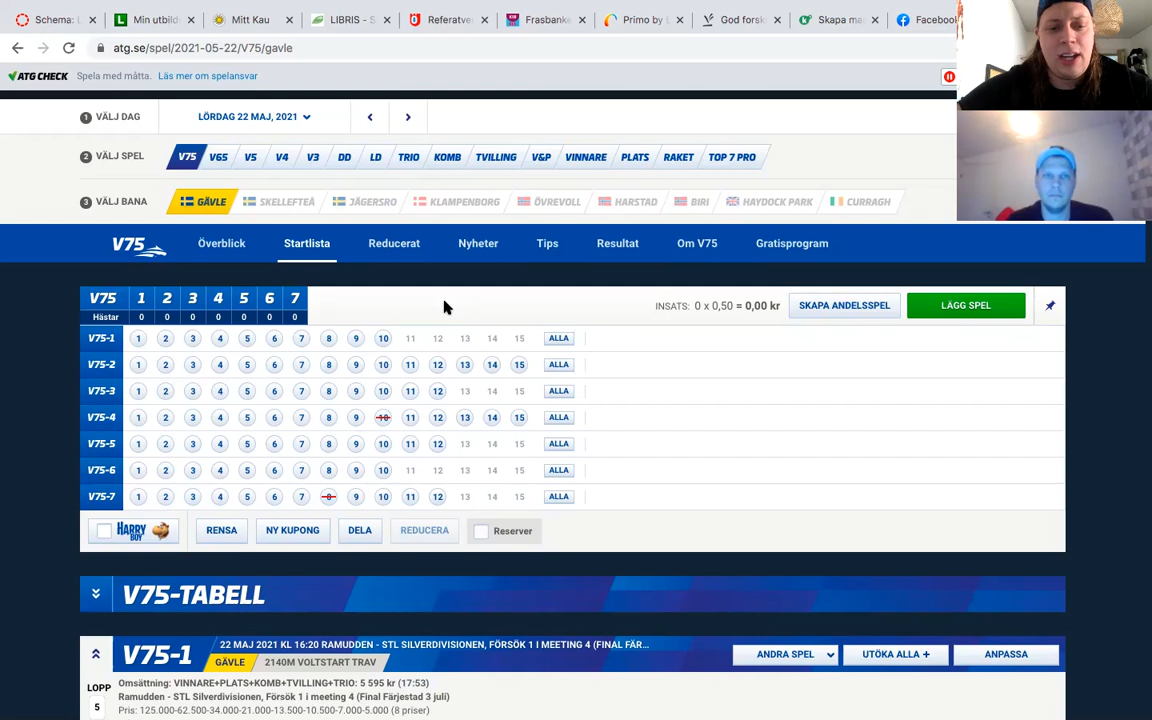 Schema: L
Min utbild
Mitt Kau
LIBRIS - S
Referatver
Frasbanke
Primo by L
God forsk
Skapa me
Facebook
atg.se/spel/2021-05-22/V75/gavle
ATG CHECK Spela med måtta. Läs mer om spelansvar
1 VÄLJ DAG LÖRDAG 22 MAJ, 2021
2 VÄLJ SPEL V75 V65 V5 V4 V3 DD LD TRIO KOMB TVILLING V&P VINNARE PLATS RAKET TOP 7 PRO
3 VÄLJ BANA GÄVLE SKELLEFTEÅ JÄGERSRO KLAMPENBORG ÖVREVOLL HARSTAD BIRI HAYDOCK PARK CURRAGH
V75 Överblick Startlista Reducerat Nyheter Tips Resultat Om V75 Gratisprogram
V75 1 2 3 4 5 6 7 INSATS: 0 x 0,50 = 0,00 kr SKAPA ANDELSSPEL LÄGG SPEL
Hästar 0 0 0 0 0 0 0
V75-1 1 2 3 4 5 6 7 8 9 10 11 12 13 14 15 ALLA
V75-2 1 2 3 4 5 6 7 8 9 10 11 12 13 14 15 ALLA
V75-3 1 2 3 4 5 6 7 8 9 10 11 12 13 14 15 ALLA
V75-4 1 2 3 4 5 6 7 8 9 10 11 12 13 14 15 ALLA
V75-5 1 2 3 4 5 6 7 8 9 10 11 12 13 14 15 ALLA
V75-6 1 2 3 4 5 6 7 8 9 10 11 12 13 14 15 ALLA
V75-7 1 2 3 4 5 6 7 8 9 10 11 12 13 14 15 ALLA
HARRY BOY RENSA NY KUPONG DELA REDUCERA Reserver
V75-TABELL
V75-1 22 MAJ 2021 KL 16:20 RAMUDDEN - STL SILVERDIVISIONEN, FÖRSÖK 1 I MEETING 4 (FINAL FÄR...
GÄVLE 2140M VOLTSTART TRAV ANDRA SPEL UTÖKA ALLA + ANPASSA
LOPP 5
Omsättning: VINNARE+PLATS+KOMB+TVILLING+TRIO: 5 595 kr (17:53)
Ramudden - STL Silverdivisionen, Försök 1 i meeting 4 (Final Färjestad 3 juli)
Pris: 125.000-62.500-34.000-21.000-13.500-10.500-7.000-5.000 (8 priser)